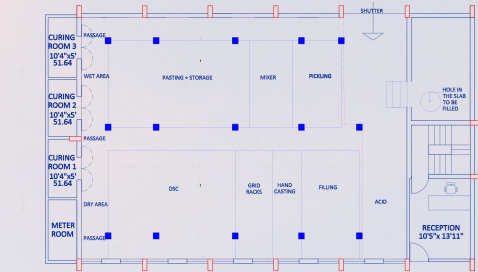 SHUTTER
CURING
ROOM 3
10'4"x5'
51.64
PASSAGE
WET AREA
PASTING + STORAGE
MIXER
PICKLING
HOLE IN
THE SLAB
TO BE
FILLED
CURING
ROOM 2
10'4"x5'
51.64
PASSAGE
CURING
ROOM 1
10'4"x5'
51.64
DSC
GRID
RACKS
HAND
CASTING
FILLING
ACID
DRY AREA
METER
ROOM
PASSAGE
RECEPTION
10'5"x 13'11"